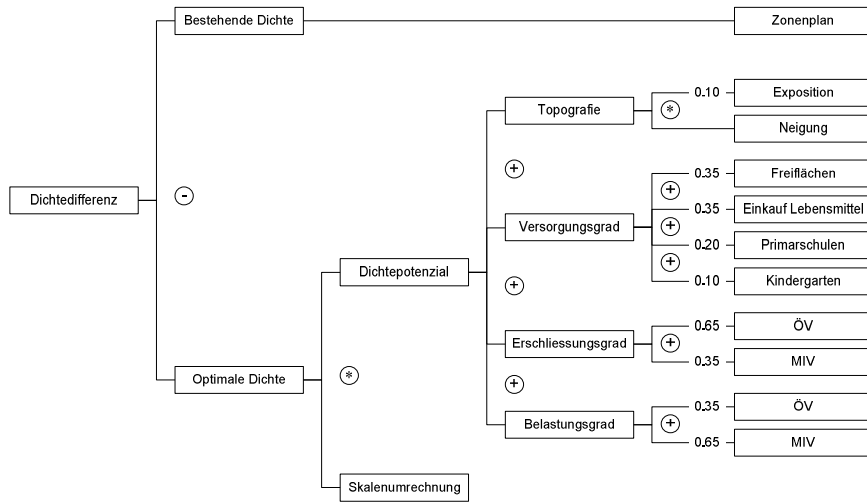 Bestehende Dichte
Zonenplan
0.10
Exposition
Topografie
*
Neigung
+
0.35
Freiflächen
+
0.35
Einkauf Lebensmittel
Dichtedifferenz
-
Versorgungsgrad
+
0.20
Primarschulen
+
Dichtepotenzial
0.10
Kindergarten
+
0.65
ÖV
Erschliessungsgrad
+
0.35
MIV
Optimale Dichte
*
+
0.35
ÖV
Belastungsgrad
+
0.65
MIV
Skalenumrechnung